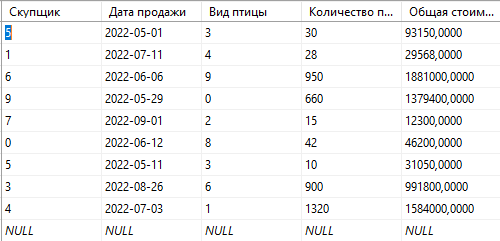 Скупщик Дата продажи Вид птицы Количество п... Общая стоим...
5 2022-05-01 3 30 93150,0000
1 2022-07-11 4 28 29568,0000
6 2022-06-06 9 950 1881000,0000
9 2022-05-29 0 660 1379400,0000
7 2022-09-01 2 15 12300,0000
0 2022-06-12 8 42 46200,0000
5 2022-05-11 3 10 31050,0000
3 2022-08-26 6 900 991800,0000
4 2022-07-03 1 1320 1584000,0000
NULL NULL NULL NULL NULL